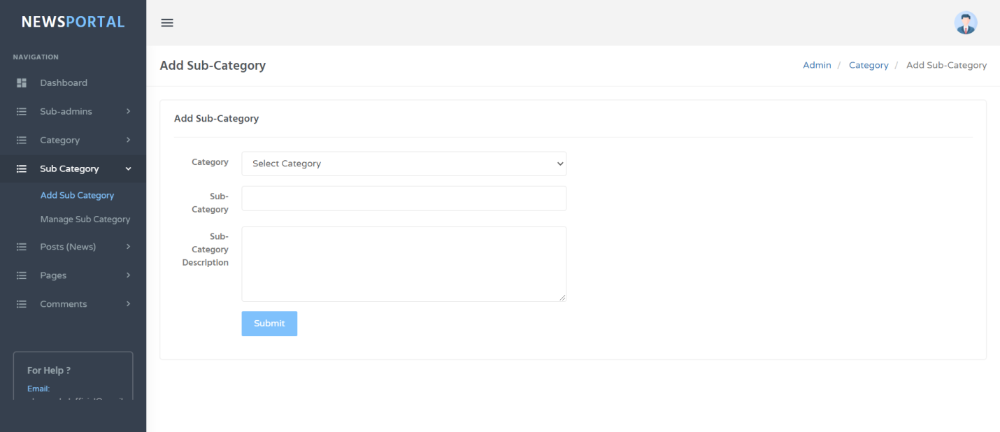 NEWSPORTAL
NAVIGATION
Dashboard
Sub-admins
Category
Sub Category
Add Sub Category
Manage Sub Category
Posts (News)
Pages
Comments
For Help ?
Email:
Add Sub-Category
Admin / Category / Add Sub-Category
Add Sub-Category
Category
Select Category
Sub-
Category
Sub-
Category
Description
Submit